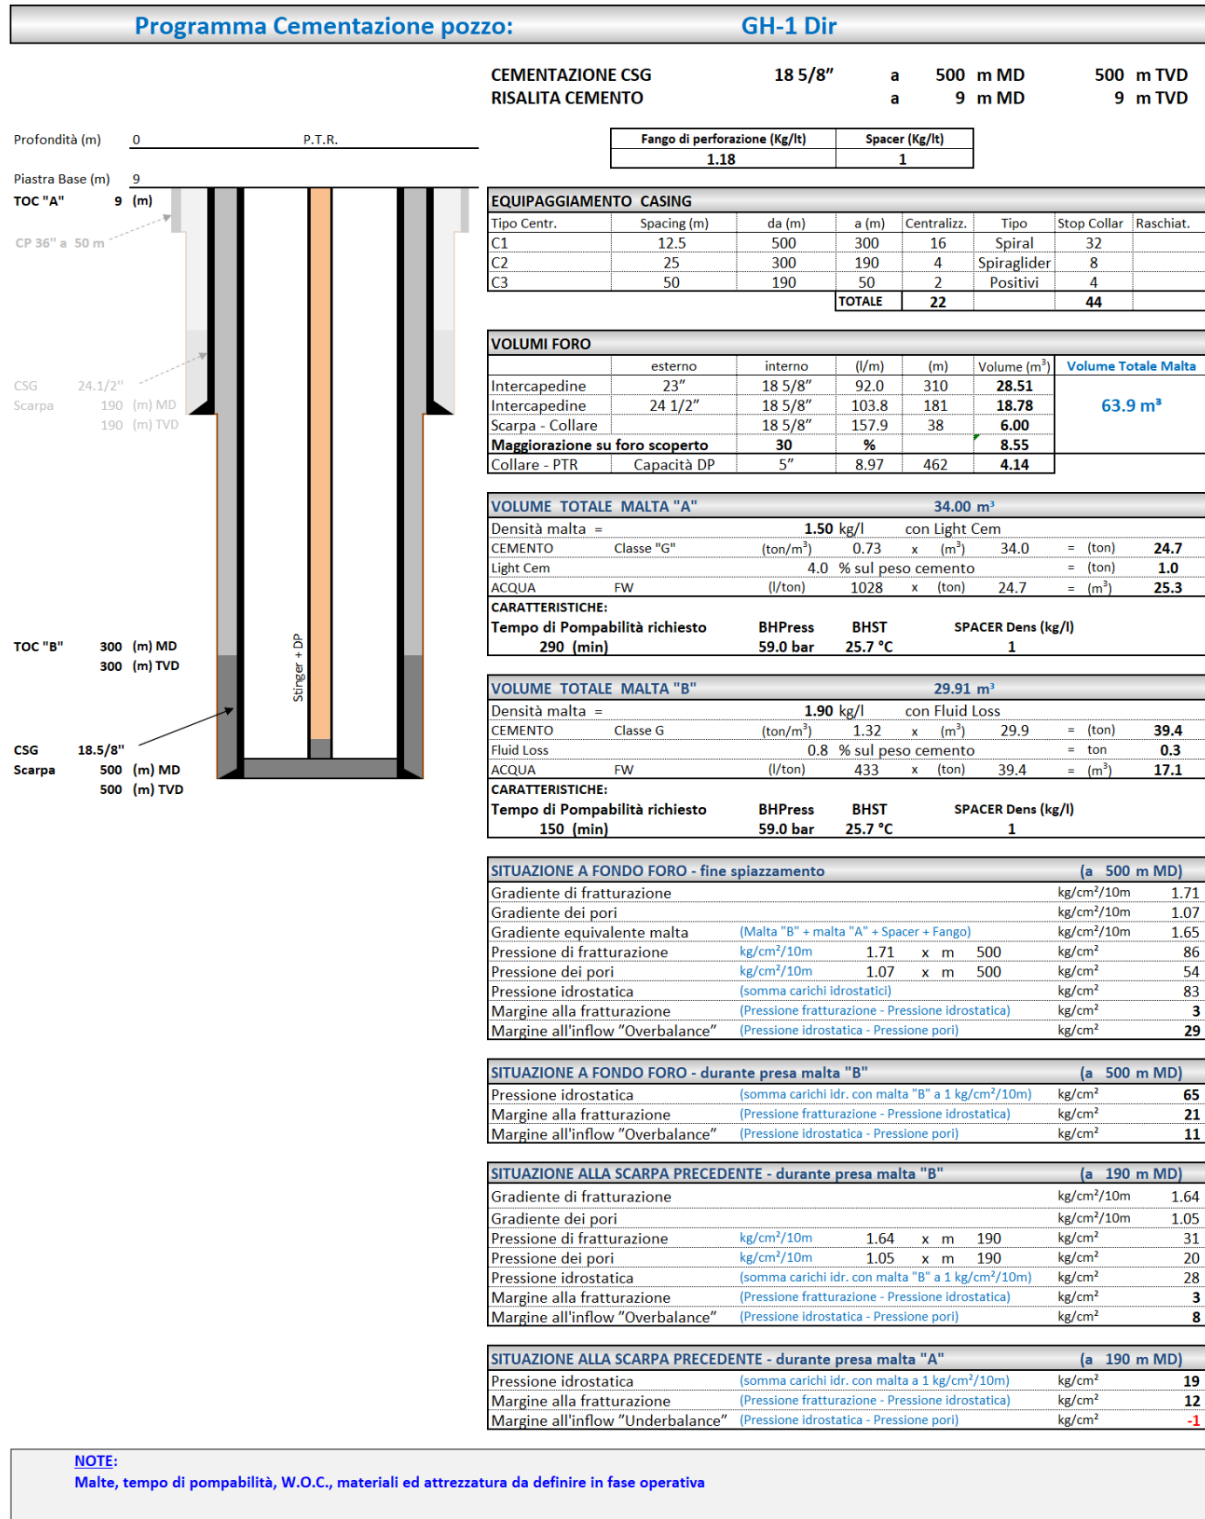 Programma Cementazione pozzo: GH-1 Dir
CEMENTAZIONE CSG 18 5/8" a 500 m MD 500 m TVD
RISALITA CEMENTO a 9 m MD 9 m TVD
Profondità (m) 0 P.T.R.
Fango di perforazione (Kg/lt) Spacer (Kg/lt)
1.18 1
Piastra Base (m) 9
TOC "A" 9 (m)
CP 36" a 50 m
CSG 24.1/2"
Scarpa 190 (m) MD
190 (m) TVD
Stinger + DP
TOC "B" 300 (m) MD
300 (m) TVD
CSG 18.5/8"
Scarpa 500 (m) MD
500 (m) TVD
EQUIPAGGIAMENTO CASING
Tipo Centr. Spacing (m) da (m) a (m) Centralizz. Tipo Stop Collar Raschiat.
C1 12.5 500 300 16 Spiral 32
C2 25 300 190 4 Spiraglider 8
C3 50 190 50 2 Positivi 4
TOTALE 22 44
VOLUMI FORO
esterno interno (l/m) (m) Volume (m³) Volume Totale Malta
Intercapedine 23" 18 5/8" 92.0 310 28.51
Intercapedine 24 1/2" 18 5/8" 103.8 181 18.78 63.9 m³
Scarpa - Collare 18 5/8" 157.9 38 6.00
Maggiorazione su foro scoperto 30 % 8.55
Collare - PTR Capacità DP 5" 8.97 462 4.14
VOLUME TOTALE MALTA "A" 34.00 m³
Densità malta = 1.50 kg/l con Light Cem
CEMENTO Classe "G" (ton/m³) 0.73 x (m³) 34.0 = (ton) 24.7
Light Cem 4.0 % sul peso cemento = (ton) 1.0
ACQUA FW (l/ton) 1028 x (ton) 24.7 = (m³) 25.3
CARATTERISTICHE:
Tempo di Pompabilità richiesto BHPress BHST SPACER Dens (kg/l)
290 (min) 59.0 bar 25.7 °C 1
VOLUME TOTALE MALTA "B" 29.91 m³
Densità malta = 1.90 kg/l con Fluid Loss
CEMENTO Classe G (ton/m³) 1.32 x (m³) 29.9 = (ton) 39.4
Fluid Loss 0.8 % sul peso cemento = ton 0.3
ACQUA FW (l/ton) 433 x (ton) 39.4 = (m³) 17.1
CARATTERISTICHE:
Tempo di Pompabilità richiesto BHPress BHST SPACER Dens (kg/l)
150 (min) 59.0 bar 25.7 °C 1
SITUAZIONE A FONDO FORO - fine spiazzamento (a 500 m MD)
Gradiente di fratturazione kg/cm²/10m 1.71
Gradiente dei pori kg/cm²/10m 1.07
Gradiente equivalente malta (Malta "B" + malta "A" + Spacer + Fango) kg/cm²/10m 1.65
Pressione di fratturazione kg/cm²/10m 1.71 x m 500 kg/cm² 86
Pressione dei pori kg/cm²/10m 1.07 x m 500 kg/cm² 54
Pressione idrostatica (somma carichi idrostatici) kg/cm² 83
Margine alla fratturazione (Pressione fratturazione - Pressione idrostatica) kg/cm² 3
Margine all'inflow "Overbalance" (Pressione idrostatica - Pressione pori) kg/cm² 29
SITUAZIONE A FONDO FORO - durante presa malta "B" (a 500 m MD)
Pressione idrostatica (somma carichi idr. con malta "B" a 1 kg/cm²/10m) kg/cm² 65
Margine alla fratturazione (Pressione fratturazione - Pressione idrostatica) kg/cm² 21
Margine all'inflow "Overbalance" (Pressione idrostatica - Pressione pori) kg/cm² 11
SITUAZIONE ALLA SCARPA PRECEDENTE - durante presa malta "B" (a 190 m MD)
Gradiente di fratturazione kg/cm²/10m 1.64
Gradiente dei pori kg/cm²/10m 1.05
Pressione di fratturazione kg/cm²/10m 1.64 x m 190 kg/cm² 31
Pressione dei pori kg/cm²/10m 1.05 x m 190 kg/cm² 20
Pressione idrostatica (somma carichi idr. con malta "B" a 1 kg/cm²/10m) kg/cm² 28
Margine alla fratturazione (Pressione fratturazione - Pressione idrostatica) kg/cm² 3
Margine all'inflow "Overbalance" (Pressione idrostatica - Pressione pori) kg/cm² 8
SITUAZIONE ALLA SCARPA PRECEDENTE - durante presa malta "A" (a 190 m MD)
Pressione idrostatica (somma carichi idr. con malta a 1 kg/cm²/10m) kg/cm² 19
Margine alla fratturazione (Pressione fratturazione - Pressione idrostatica) kg/cm² 12
Margine all'inflow "Underbalance" (Pressione idrostatica - Pressione pori) kg/cm² -1
NOTE:
Malte, tempo di pompabilità, W.O.C., materiali ed attrezzatura da definire in fase operativa